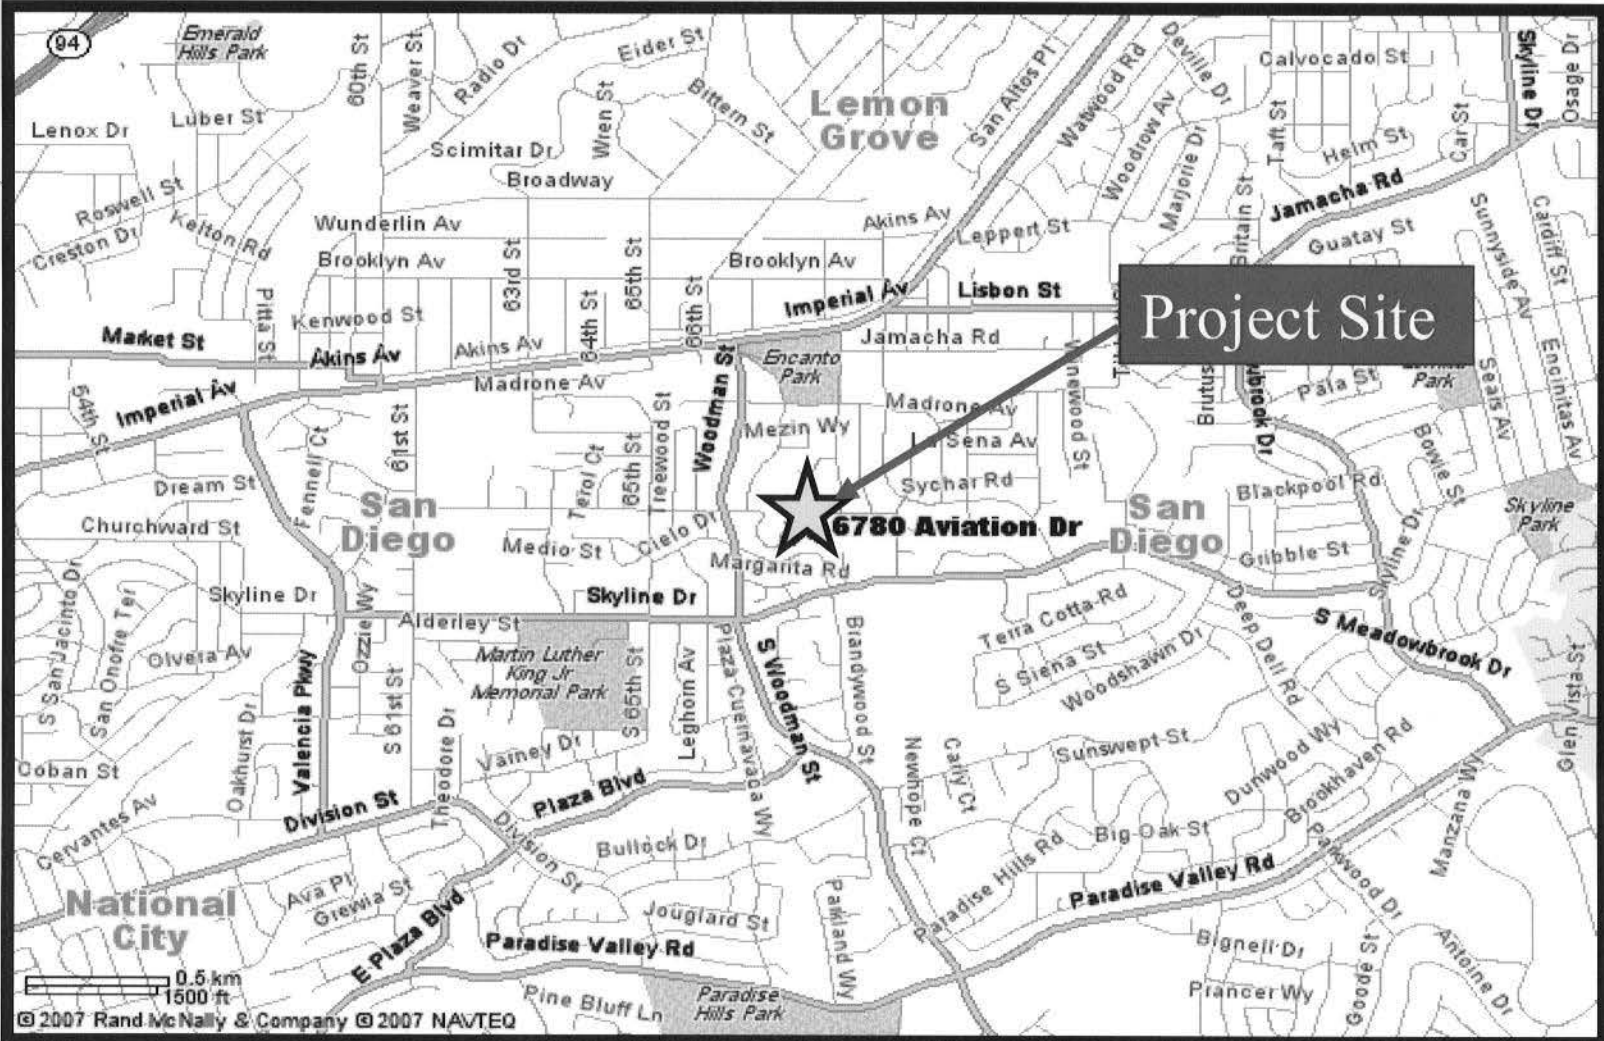 94
Emerald
Hills Park
60th St
Weaver St
Radio Dr
Eider St
Bittern St
Wren St
Lemon
Grove
San Altos Pl
Watwood Rd
Deville Dr
Woodrow Av
Marjorie Dr
Calvocado St
Taft St
Helm St
Car St
Skyline Dr
Osage Dr
Lenox Dr
Luber St
Scimitar Dr
Broadway
Roswell St
Creston Dr
Kelton Rd
Wunderlin Av
Akins Av
Leppert St
Britain St
Jamacha Rd
Guatay St
Sunnyside Av
Cardiff St
Brooklyn Av
63rd St
65th St
Brooklyn Av
Pitta St
Kenwood St
64th St
66th St
Imperial Av
Lisbon St
Project Site
Market St
Akins Av
Akins Av
Jamacha Rd
Encanto
Park
Madrone Av
Woodman St
Imperial Av
54th St
Madrone Av
Mezin Wy
La Sena Av
Brutus
Pala St
Park
Seais Av
Encinitas Av
61st St
Fennell Ct
Terol Ct
65th St
Treewood St
Sychar Rd
Blackpool Rd
Bowie St
Skyline
Park
Dream St
Churchward St
San
Diego
Medio St
Cielo Dr
6780 Aviation Dr
San
Diego
Gribble St
Skyline Dr
Margarita Rd
S San Jacinto Dr
San Onofre Ter
Skyline Dr
Ozzie Wy
Alderley St
Skyline Dr
Terra Cotta Rd
Deep Dell Rd
S Meadowbrook Dr
Olvera Av
Valencia Pkwy
S 61st St
Martin Luther
King Jr
Memorial Park
S 65th St
Leghorn Av
Plaza Cuernavaca Wy
S Woodman St
Brandywood St
S Siena St
Woodshawn Dr
Glen Vista St
Coban St
Oakhurst Dr
Theodore Dr
Varney Dr
Newhope Ct
Carly Ct
Sunswept St
Dunwood Wy
Brookhaven Rd
Manzana Wy
Cervantes Av
Division St
Plaza Blvd
Division St
Bullock Dr
Big Oak St
Paradise Hills Rd
Paradise Valley Rd
Parkwood Dr
National
City
Ava Pl
Grewia St
E Plaza Blvd
Jouglard St
Parkland Wy
Paradise Valley Rd
Bignell Dr
Goode St
Antoine Dr
Prancer Wy
Pine Bluff Ln
Paradise
Hills Park
0.5 km
1500 ft
© 2007 Rand McNally & Company © 2007 NAVTEQ